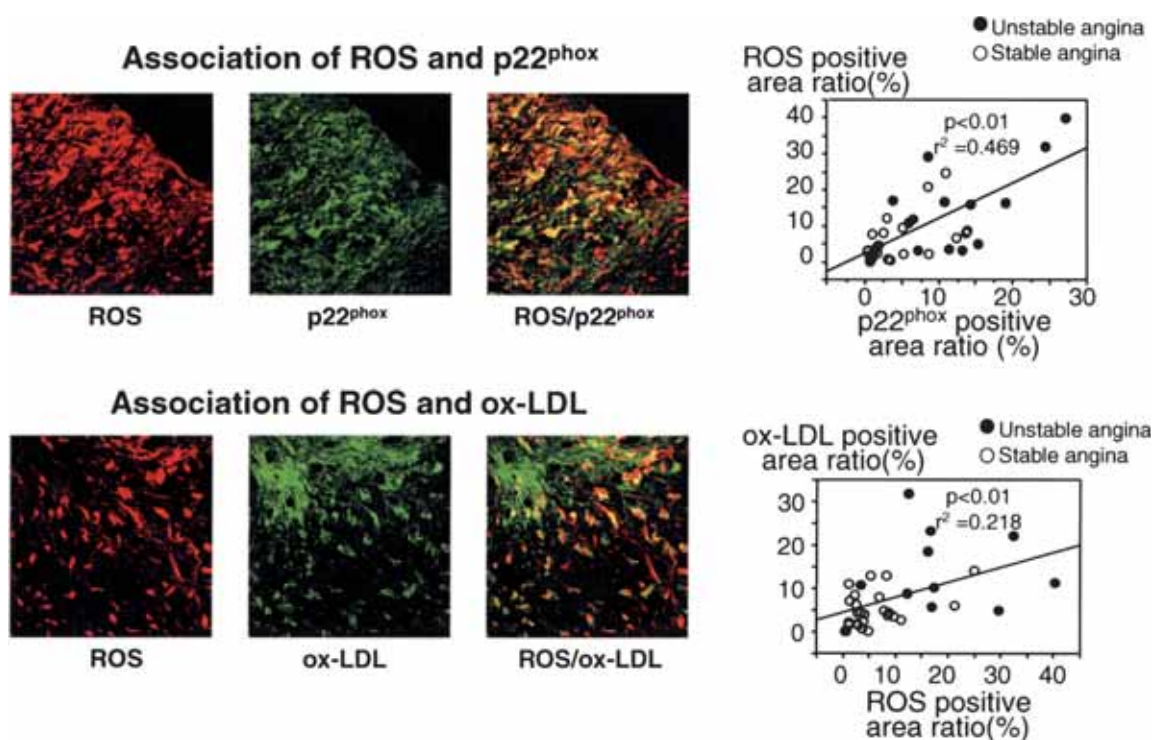 Association of ROS and p22phox
ROS
p22phox
ROS/p22phox
● Unstable angina
○ Stable angina
ROS positive
area ratio(%)
40
30
20
10
0
p<0.01
r² =0.469
0 10 20 30
p22phox positive
area ratio (%)
Association of ROS and ox-LDL
ROS
ox-LDL
ROS/ox-LDL
ox-LDL positive
area ratio(%)
● Unstable angina
○ Stable angina
30
20
10
0
p<0.01
r² =0.218
0 10 20 30 40
ROS positive
area ratio(%)